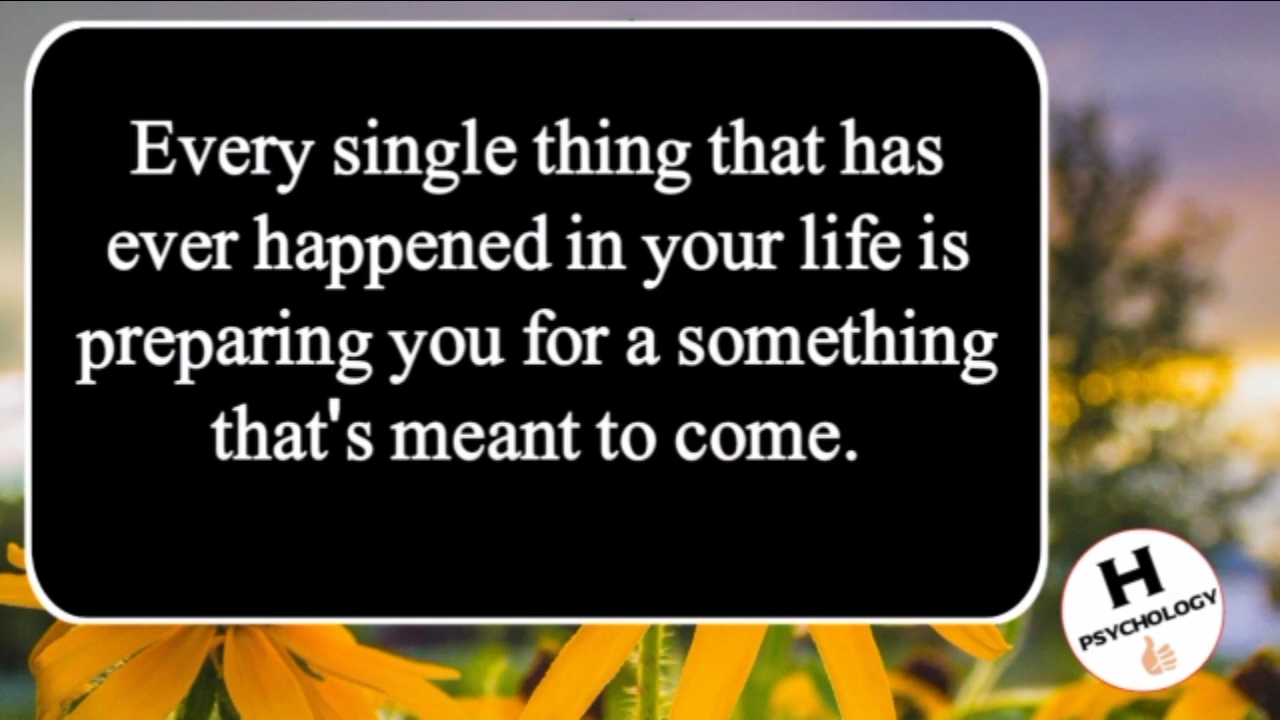 Every single thing that has
ever happened in your life is
preparing you for a something
that's meant to come.
H
PSYCHOLOGY